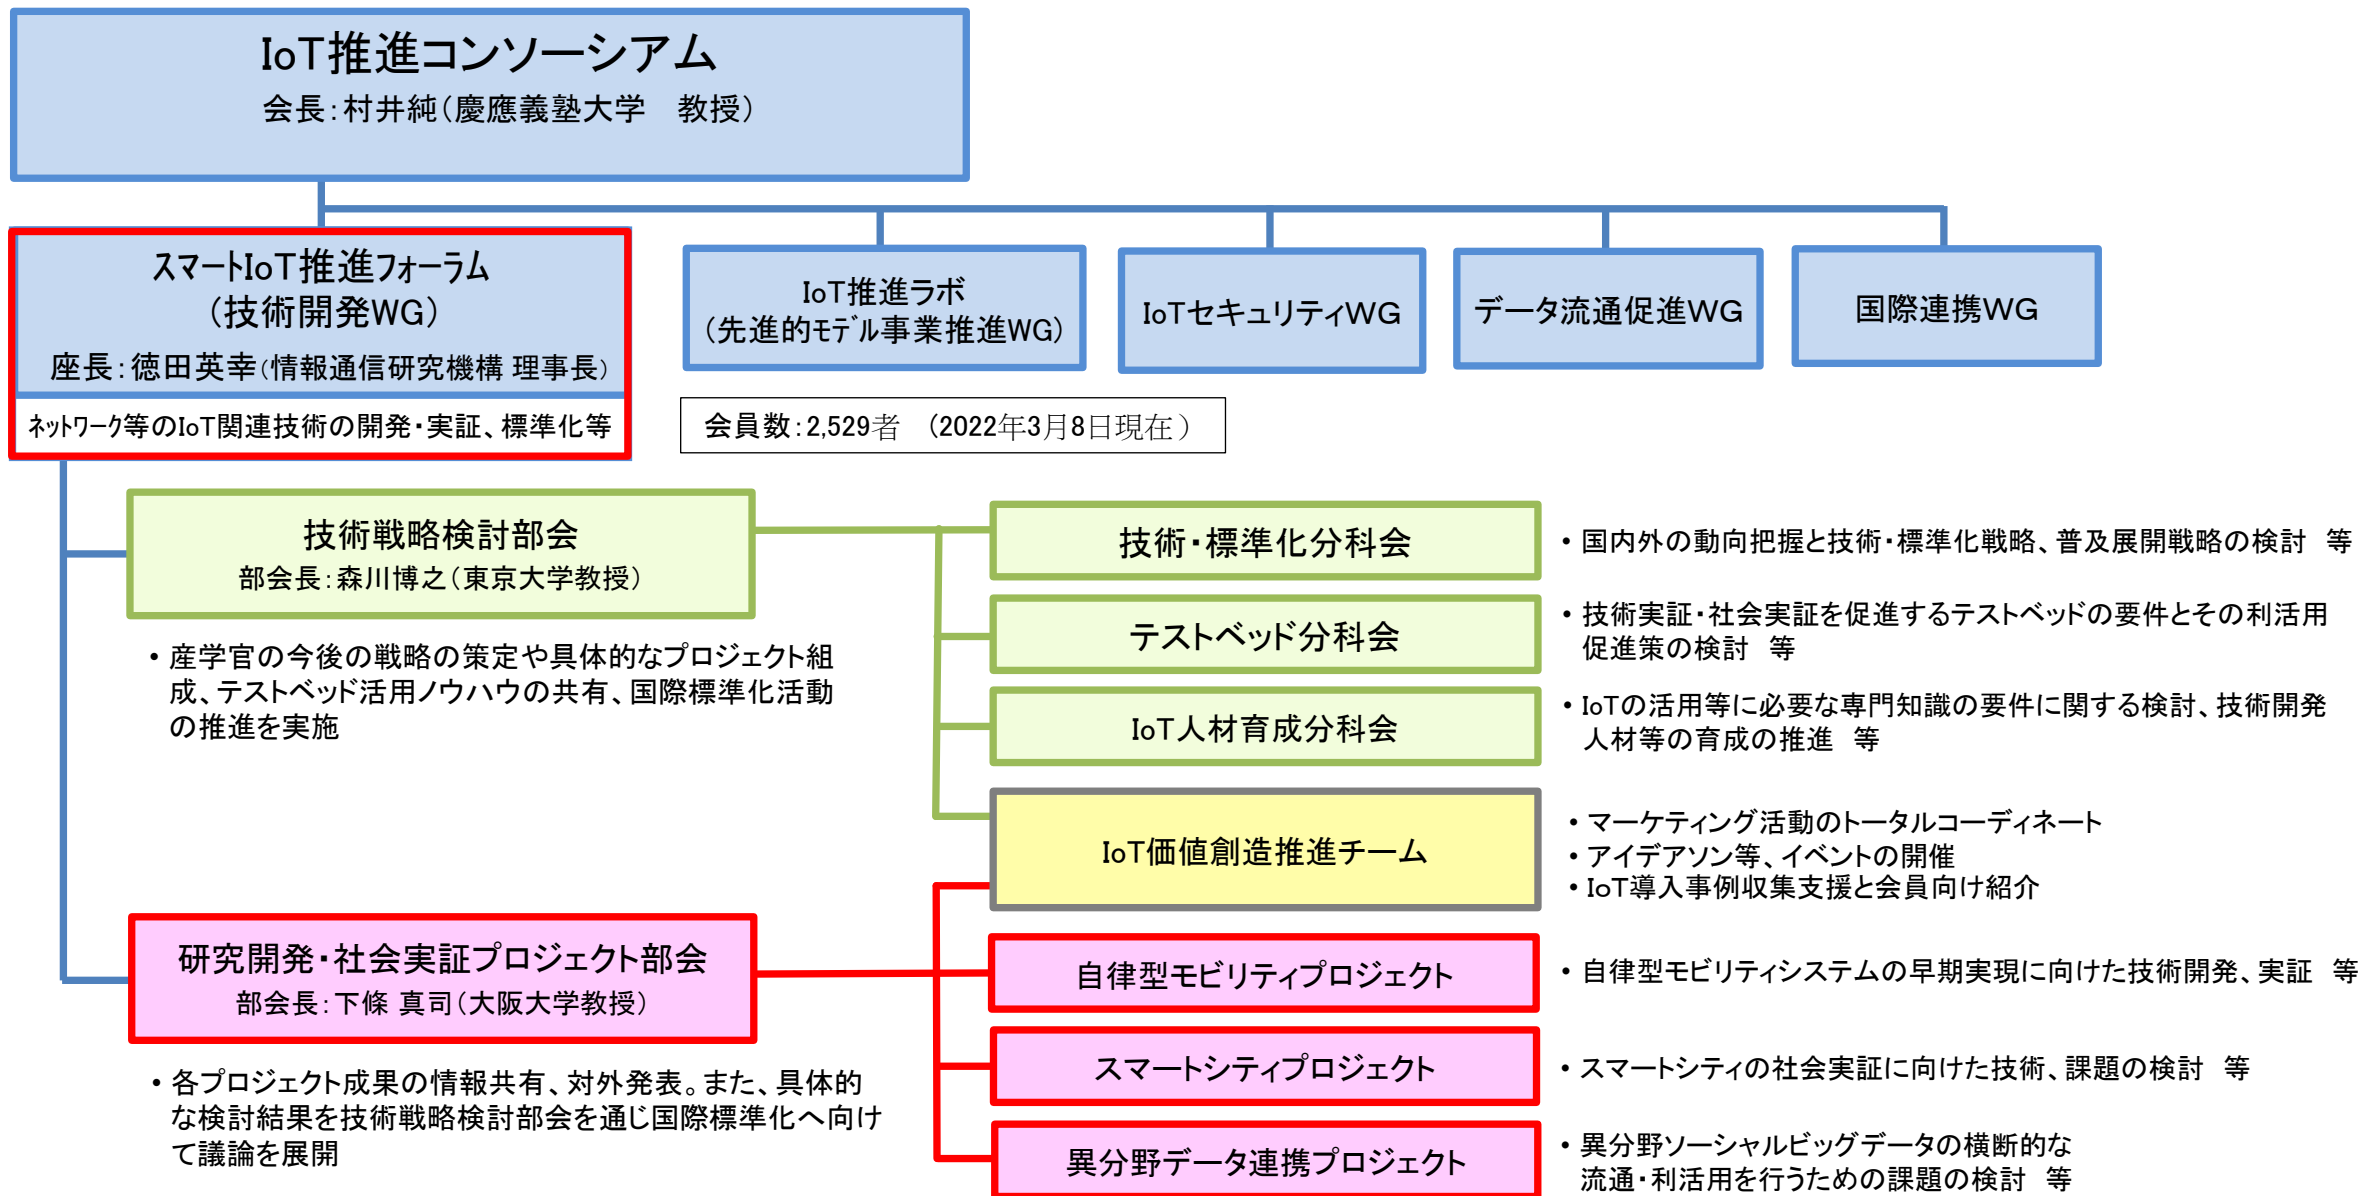 IoT推進コンソーシアム
会長：村井純（慶應義塾大学　教授）
スマートIoT推進フォーラム
（技術開発WG）
座長：徳田英幸（情報通信研究機構 理事長）
ネットワーク等のIoT関連技術の開発・実証、標準化等
IoT推進ラボ
（先進的モデル事業推進WG）
IoTセキュリティWG
データ流通促進WG
国際連携WG
会員数：2,529者　（2022年3月8日現在）
技術戦略検討部会
部会長：森川博之（東京大学教授）
・産学官の今後の戦略の策定や具体的なプロジェクト組
成、テストベッド活用ノウハウの共有、国際標準化活動
の推進を実施
技術・標準化分科会
・国内外の動向把握と技術・標準化戦略、普及展開戦略の検討　等
テストベッド分科会
・技術実証・社会実証を促進するテストベッドの要件とその利活用
促進策の検討　等
IoT人材育成分科会
・IoTの活用等に必要な専門知識の要件に関する検討、技術開発
人材等の育成の推進　等
IoT価値創造推進チーム
・マーケティング活動のトータルコーディネート
・アイデアソン等、イベントの開催
・IoT導入事例収集支援と会員向け紹介
研究開発・社会実証プロジェクト部会
部会長：下條 真司（大阪大学教授）
・各プロジェクト成果の情報共有、対外発表。また、具体的
な検討結果を技術戦略検討部会を通じ国際標準化へ向け
て議論を展開
自律型モビリティプロジェクト
・自律型モビリティシステムの早期実現に向けた技術開発、実証　等
スマートシティプロジェクト
・スマートシティの社会実証に向けた技術、課題の検討　等
異分野データ連携プロジェクト
・異分野ソーシャルビッグデータの横断的な
流通・利活用を行うための課題の検討　等